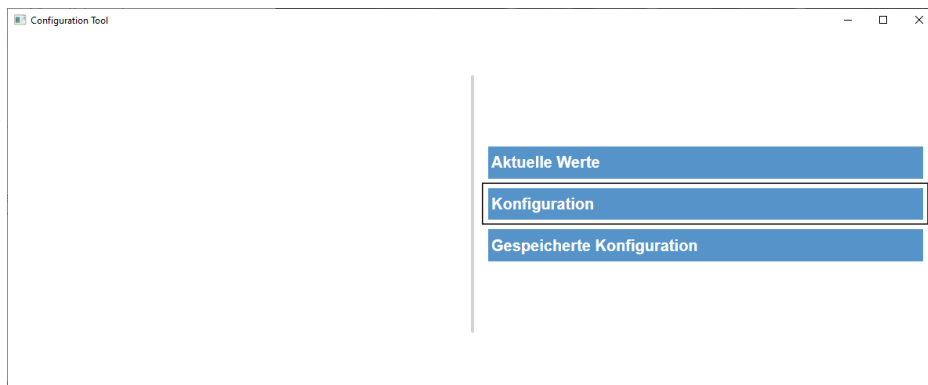 Configuration Tool
Aktuelle Werte
Konfiguration
Gespeicherte Konfiguration